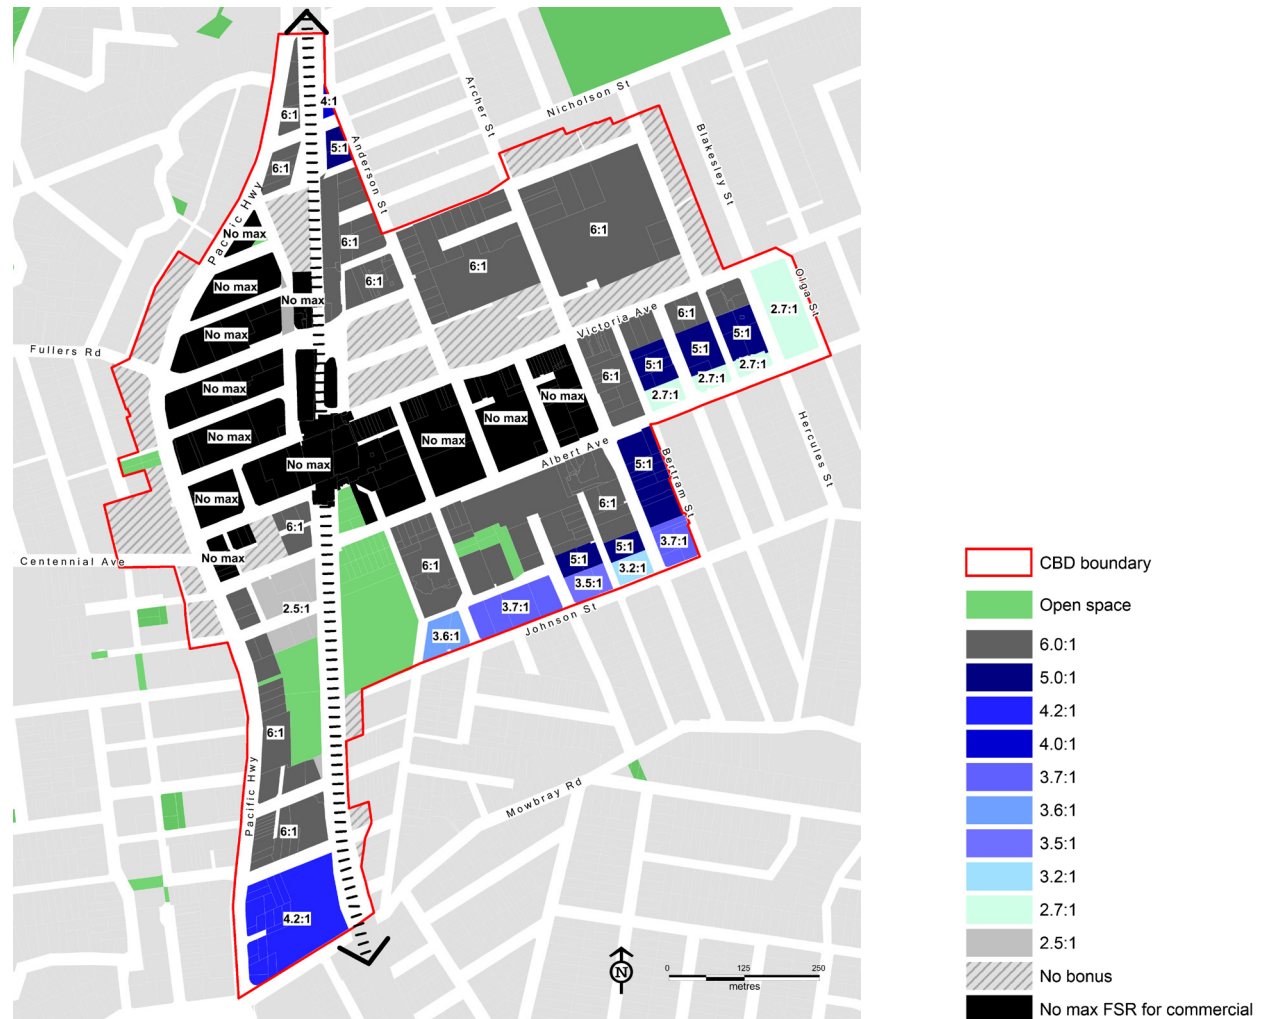 Archer St
Nicholson St
4:1
6:1
5:1
Anderson St
Blakesley St
6:1
Pacific Hwy
No max
6:1
6:1
6:1
6:1
Olga St
No max
No max
2.7:1
6:1
Victoria Ave
5:1
No max
Fullers Rd
5:1
5:1
2.7:1
6:1
2.7:1
No max
No max
2.7:1
No max
No max
No max
Hercules St
Albert Ave
No max
5:1
Bertram St
No max
6:1
6:1
3.7:1
5:1
No max
5:1
Centennial Ave
6:1
3.2:1
3.5:1
2.5:1
3.7:1
Johnson St
3.6:1
6:1
Pacific Hwy
Mowbray Rd
6:1
4.2:1
N
0 125 250
metres
CBD boundary
Open space
6.0:1
5.0:1
4.2:1
4.0:1
3.7:1
3.6:1
3.5:1
3.2:1
2.7:1
2.5:1
No bonus
No max FSR for commercial